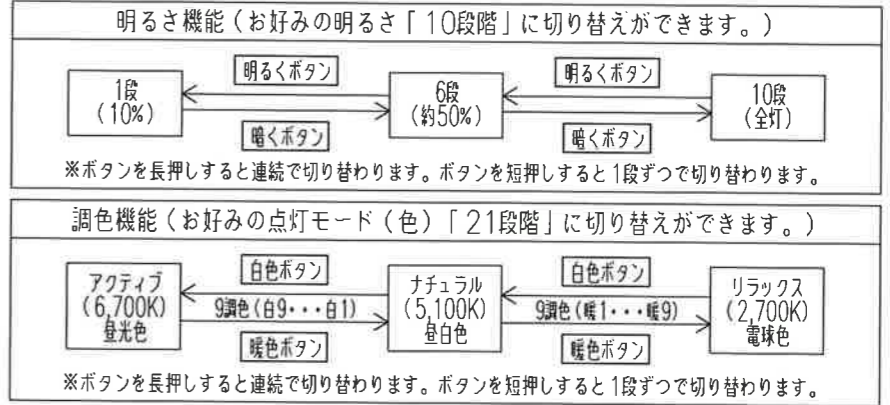 明るさ機能（お好みの明るさ「10段階」に切り替えができます。）
明るくボタン
明るくボタン
1段
（10%）
6段
（約50%）
10段
（全灯）
暗くボタン
暗くボタン
※ボタンを長押しすると連続で切り替わります。ボタンを短押しすると1段ずつで切り替わります。
調色機能（お好みの点灯モード（色）「21段階」に切り替えができます。）
白色ボタン
白色ボタン
アクティブ
（6,700K）
昼光色
9調色（白9・・・白1）
ナチュラル
（5,100K）
昼白色
9調色（暖1・・・暖9）
リラックス
（2,700K）
電球色
暖色ボタン
暖色ボタン
※ボタンを長押しすると連続で切り替わります。ボタンを短押しすると1段ずつで切り替わります。